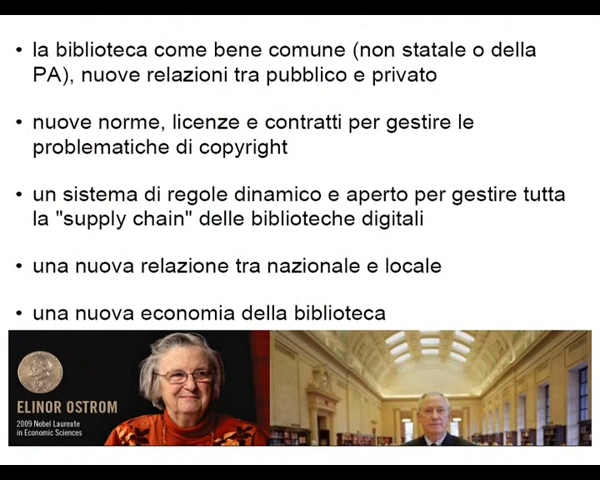 • la biblioteca come bene comune (non statale o della
PA), nuove relazioni tra pubblico e privato
• nuove norme, licenze e contratti per gestire le
problematiche di copyright
• un sistema di regole dinamico e aperto per gestire tutta
la "supply chain" delle biblioteche digitali
• una nuova relazione tra nazionale e locale
• una nuova economia della biblioteca
ELINOR OSTROM
2009 Nobel Laureate
in Economic Sciences